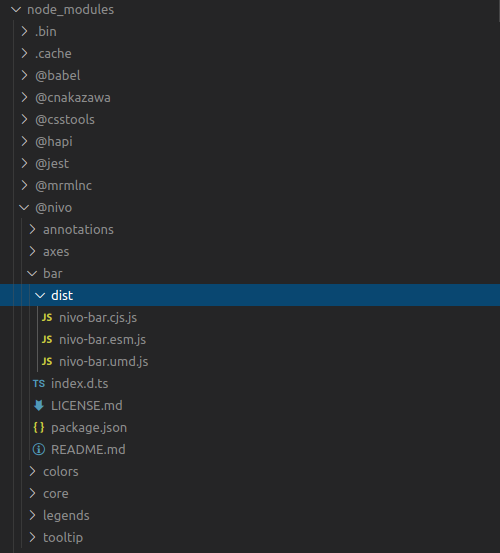 node_modules
.bin
.cache
@babel
@cnakazawa
@csstools
@hapi
@jest
@mrmlnc
@nivo
annotations
axes
bar
dist
JS nivo-bar.cjs.js
JS nivo-bar.esm.js
JS nivo-bar.umd.js
TS index.d.ts
LICENSE.md
{ } package.json
README.md
colors
core
legends
tooltip